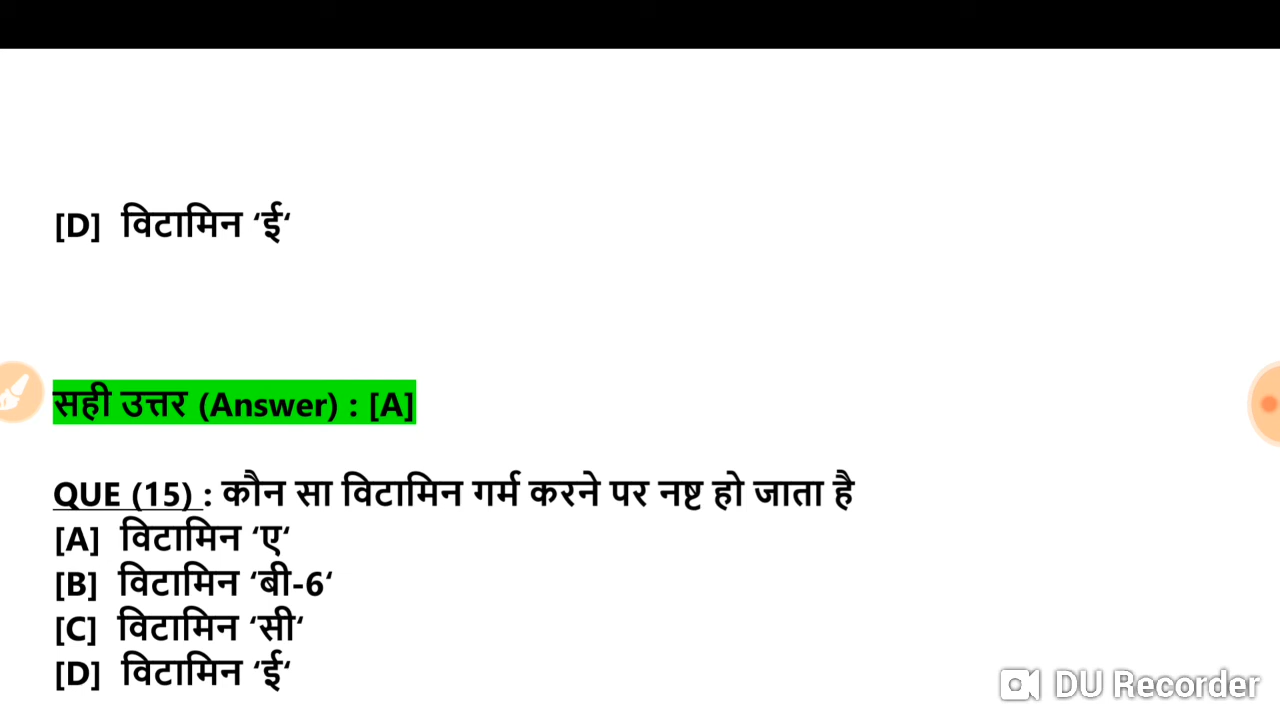 [D] विटामिन ‘ई‘
सही उत्तर (Answer) : [A]
QUE (15) : कौन सा विटामिन गर्म करने पर नष्ट हो जाता है
[A] विटामिन ‘ए‘
[B] विटामिन ‘बी-6‘
[C] विटामिन ‘सी‘
[D] विटामिन ‘ई‘
DU Recorder